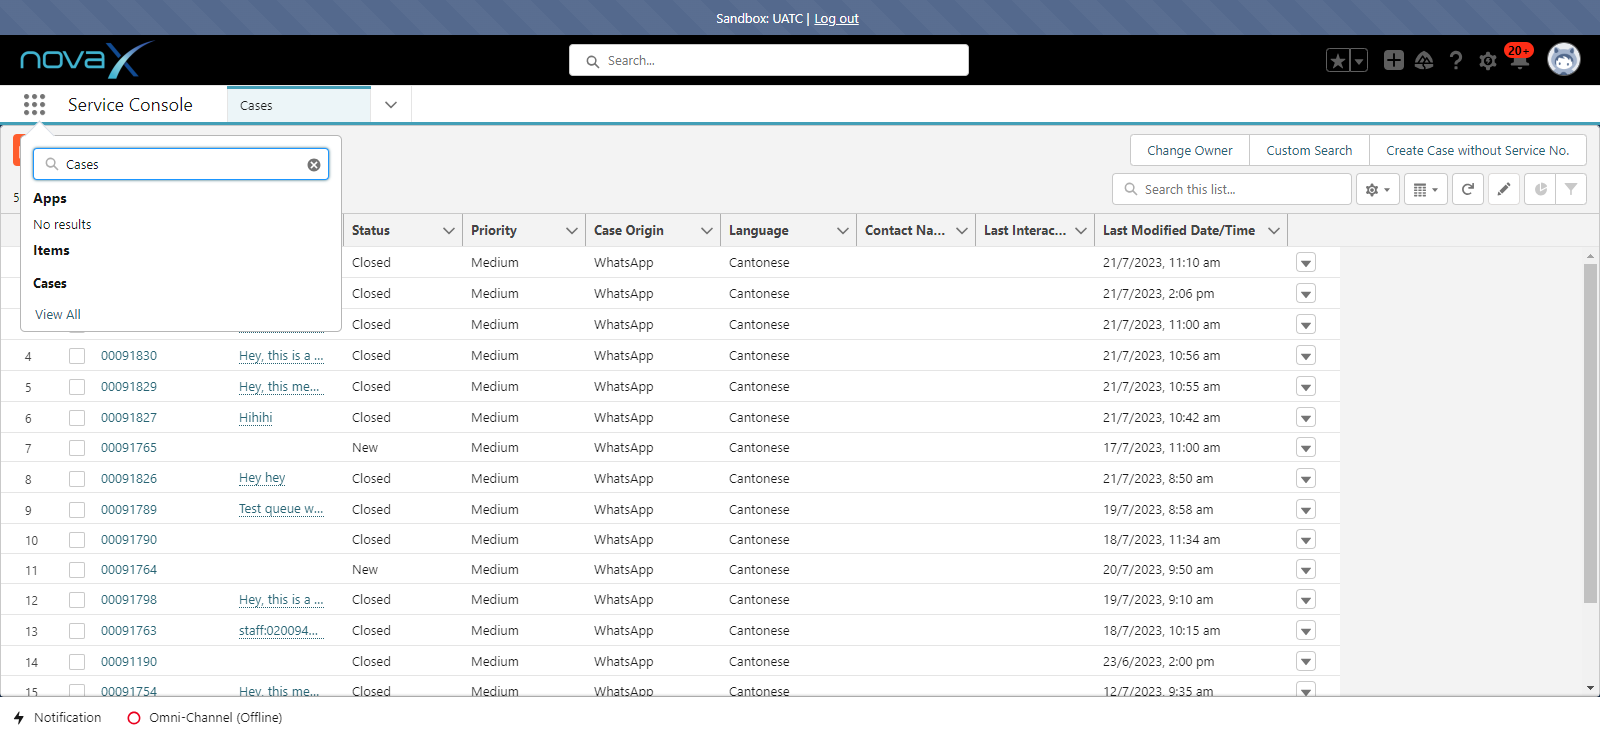 Sandbox: UATC | Log out
novaX
Search...
20+
Service Console
Cases
Cases
Apps
No results
Items
Cases
View All
Change Owner
Custom Search
Create Case without Service No.
5
Search this list...
Status Priority Case Origin Language Contact Na... Last Interac... Last Modified Date/Time
Closed Medium WhatsApp Cantonese 21/7/2023, 11:10 am
Closed Medium WhatsApp Cantonese 21/7/2023, 2:06 pm
Closed Medium WhatsApp Cantonese 21/7/2023, 11:00 am
4 00091830 Hey, this is a ... Closed Medium WhatsApp Cantonese 21/7/2023, 10:56 am
5 00091829 Hey, this me... Closed Medium WhatsApp Cantonese 21/7/2023, 10:55 am
6 00091827 Hihihi Closed Medium WhatsApp Cantonese 21/7/2023, 10:42 am
7 00091765 New Medium WhatsApp Cantonese 17/7/2023, 11:00 am
8 00091826 Hey hey Closed Medium WhatsApp Cantonese 21/7/2023, 8:50 am
9 00091789 Test queue w... Closed Medium WhatsApp Cantonese 19/7/2023, 8:58 am
10 00091790 Closed Medium WhatsApp Cantonese 18/7/2023, 11:34 am
11 00091764 New Medium WhatsApp Cantonese 20/7/2023, 9:50 am
12 00091798 Hey, this is a ... Closed Medium WhatsApp Cantonese 19/7/2023, 9:10 am
13 00091763 staff:020094... Closed Medium WhatsApp Cantonese 18/7/2023, 10:15 am
14 00091190 Closed Medium WhatsApp Cantonese 23/6/2023, 2:00 pm
15 00091754 Hey, this me... Closed Medium WhatsApp Cantonese 12/7/2023, 9:35 am
Notification
Omni-Channel (Offline)